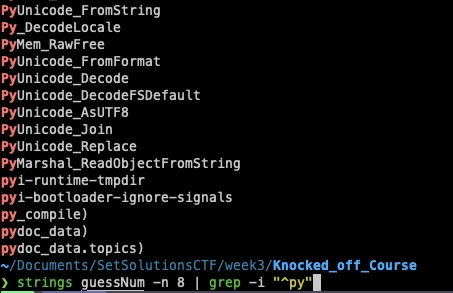 PyUnicode_FromString
Py_DecodeLocale
PyMem_RawFree
PyUnicode_FromFormat
PyUnicode_Decode
PyUnicode_DecodeFSDefault
PyUnicode_AsUTF8
PyUnicode_Join
PyUnicode_Replace
PyMarshal_ReadObjectFromString
pyi-runtime-tmpdir
pyi-bootloader-ignore-signals
py_compile)
pydoc_data)
pydoc_data.topics)
~/Documents/SetSolutionsCTF/week3/Knocked_off_Course
❯ strings guessNum -n 8 | grep -i "^py"